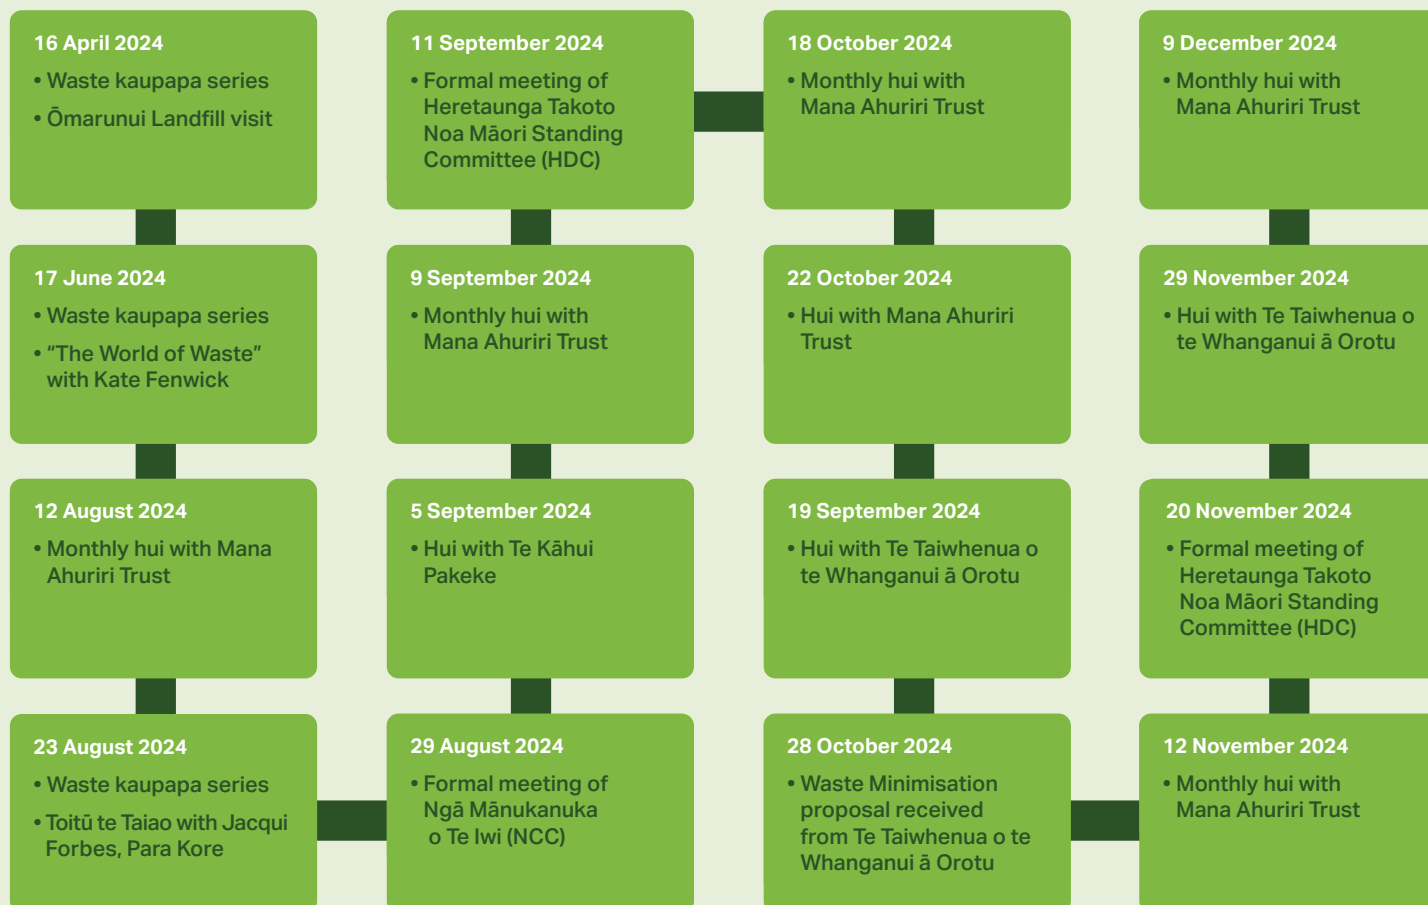 16 April 2024
• Waste kaupapa series
• Ōmarunui Landfill visit
17 June 2024
• Waste kaupapa series
• “The World of Waste”
with Kate Fenwick
12 August 2024
• Monthly hui with Mana
Ahuriri Trust
23 August 2024
• Waste kaupapa series
• Toitū te Taiao with Jacqui
Forbes, Para Kore
29 August 2024
• Formal meeting of
Ngā Mānukanuka
o Te Iwi (NCC)
5 September 2024
• Hui with Te Kāhui
Pakeke
9 September 2024
• Monthly hui with
Mana Ahuriri Trust
11 September 2024
• Formal meeting of
Heretaunga Takoto
Noa Māori Standing
Committee (HDC)
18 October 2024
• Monthly hui with
Mana Ahuriri Trust
22 October 2024
• Hui with Mana Ahuriri
Trust
19 September 2024
• Hui with Te Taiwhenua o
te Whanganui ā Orotu
28 October 2024
• Waste Minimisation
proposal received
from Te Taiwhenua o te
Whanganui ā Orotu
12 November 2024
• Monthly hui with
Mana Ahuriri Trust
20 November 2024
• Formal meeting of
Heretaunga Takoto
Noa Māori Standing
Committee (HDC)
29 November 2024
• Hui with Te Taiwhenua o
te Whanganui ā Orotu
9 December 2024
• Monthly hui with
Mana Ahuriri Trust